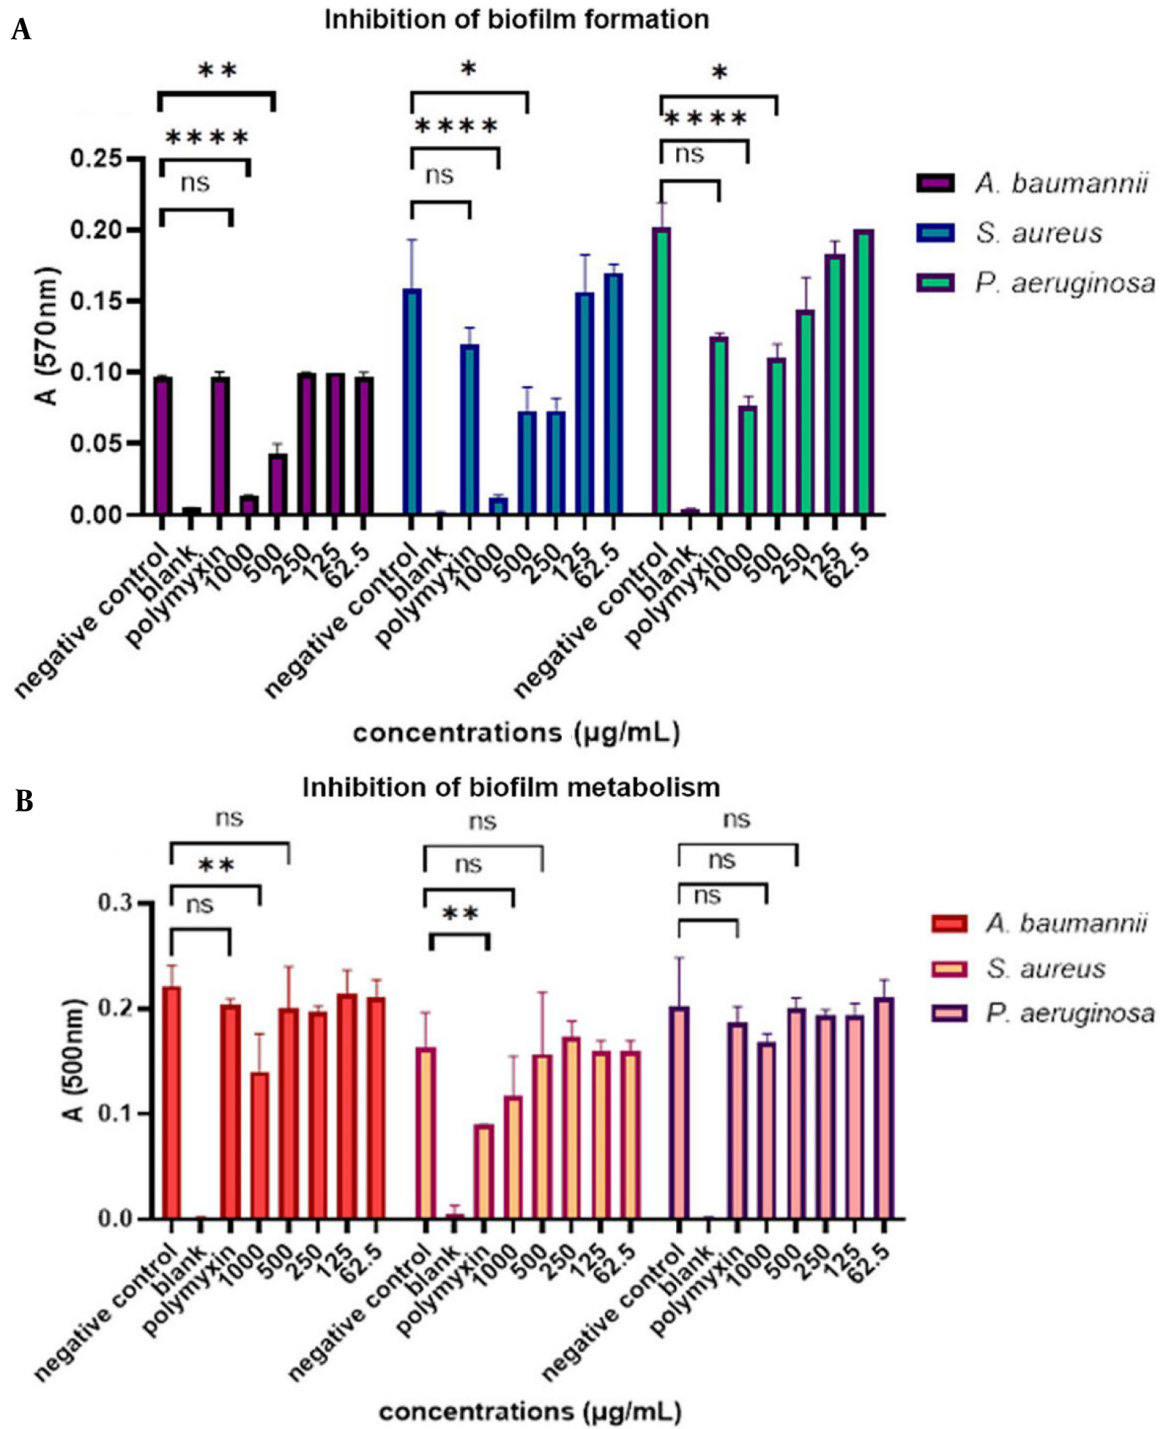 A
Inhibition of biofilm formation
** * *
**** **** ****
ns ns ns
0.25
0.20
0.15
0.10
0.05
0.00
A (570nm)
A. baumannii
S. aureus
P. aeruginosa
negative control blank polymyxin 1000 500 250 125 62.5 negative control blank polymyxin 1000 500 250 125 62.5 negative control blank polymyxin 1000 500 250 125 62.5
concentrations (µg/mL)
B
Inhibition of biofilm metabolism
ns ns ns
** ns ns
ns ** ns
0.3
0.2
0.1
0.0
A (500nm)
A. baumannii
S. aureus
P. aeruginosa
negative control blank polymyxin 1000 500 250 125 62.5 negative control blank polymyxin 1000 500 250 125 62.5 negative control blank polymyxin 1000 500 250 125 62.5
concentrations (µg/mL)